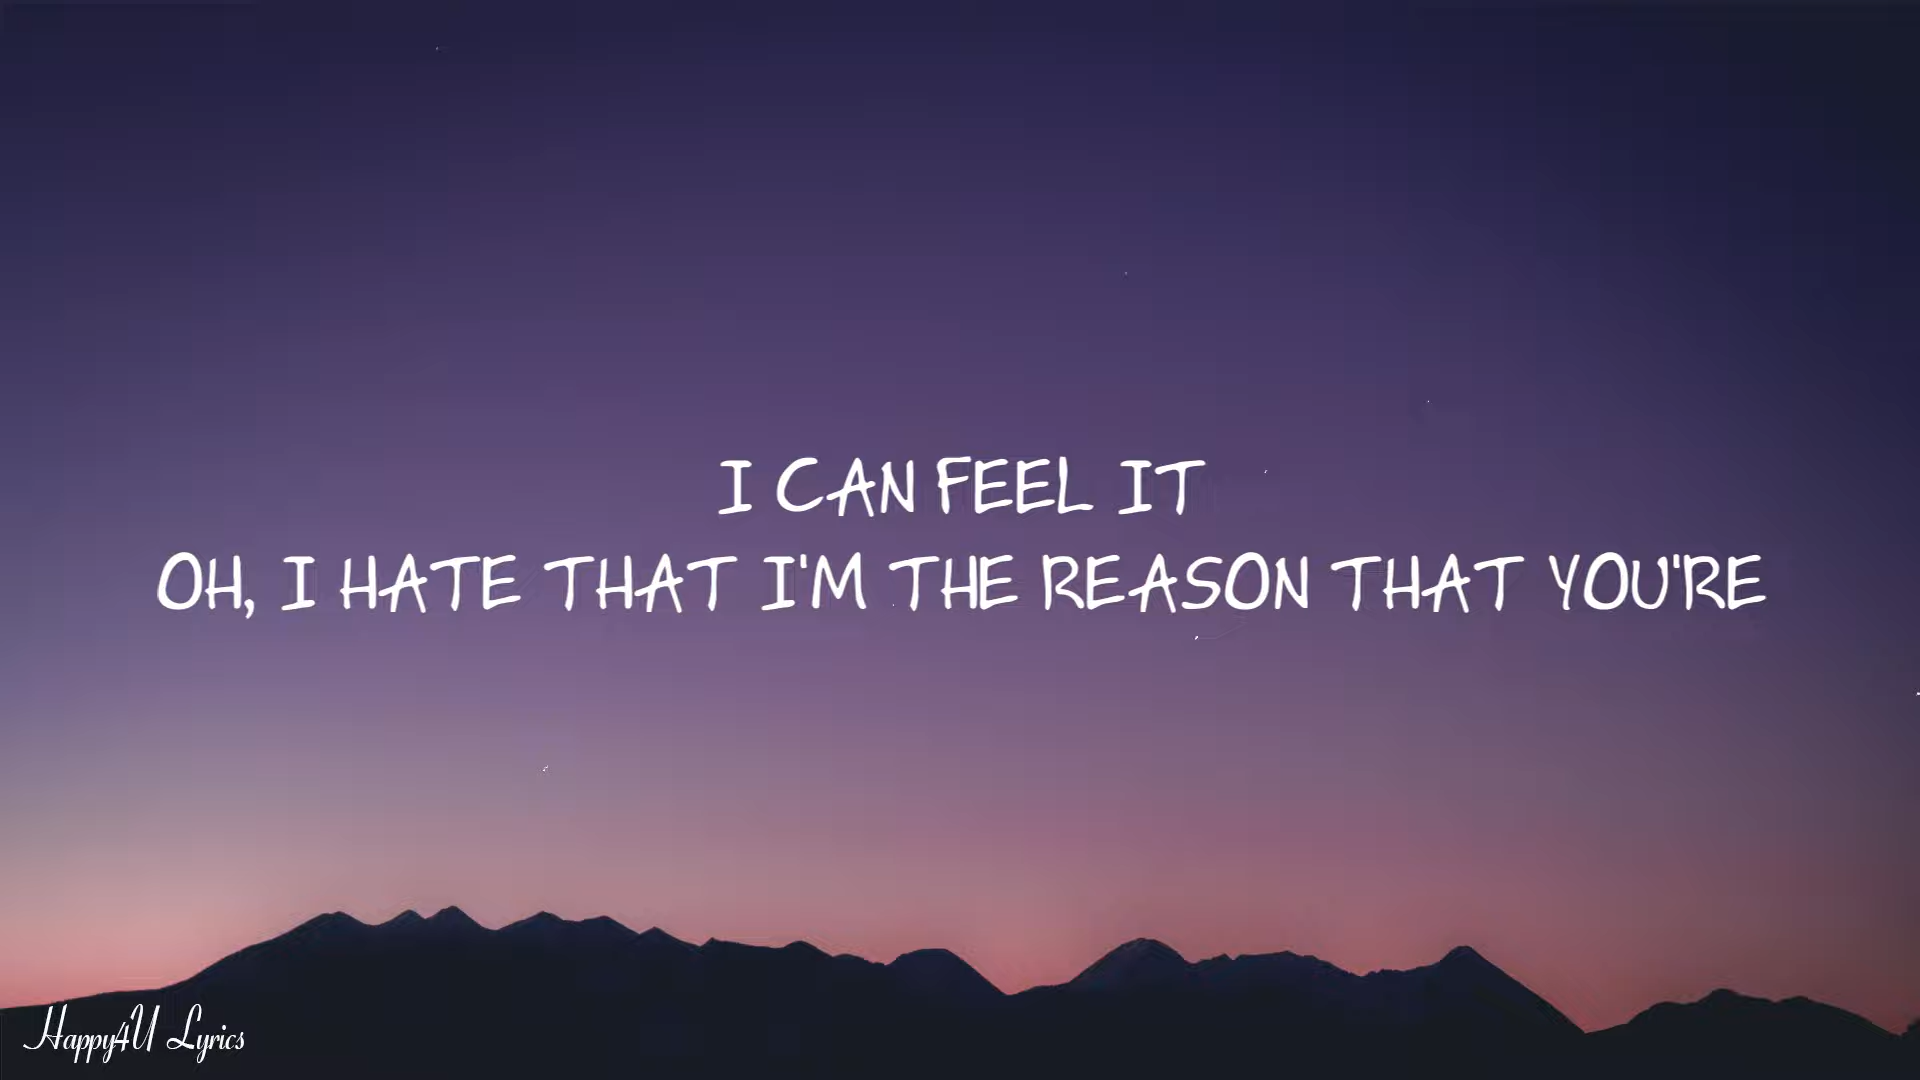 I CAN FEEL IT
OH, I HATE THAT I'M THE REASON THAT YOU'RE
Happy4U Lyrics